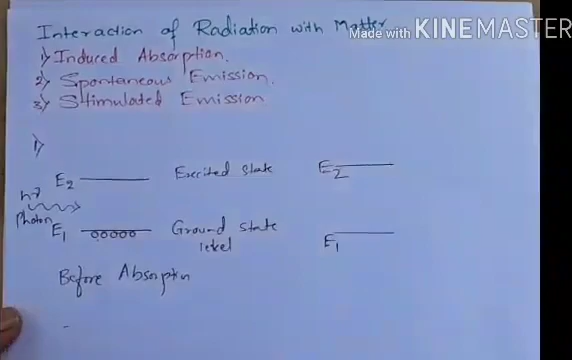 Interaction of Radiation with Matter
Made with KINEMASTER
1) Induced Absorption.
2) Spontaneous Emission.
3) Stimulated Emission
1)
E2 Excited state E2
hν
Photon
E1 Ground state level E1
Before Absorptin